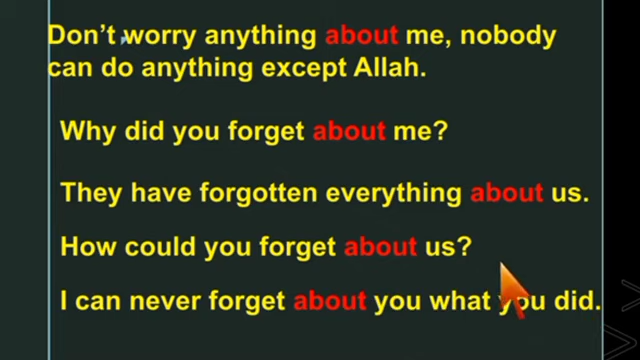 Don't worry anything about me, nobody
can do anything except Allah.
Why did you forget about me?
They have forgotten everything about us.
How could you forget about us?
I can never forget about you what you did.